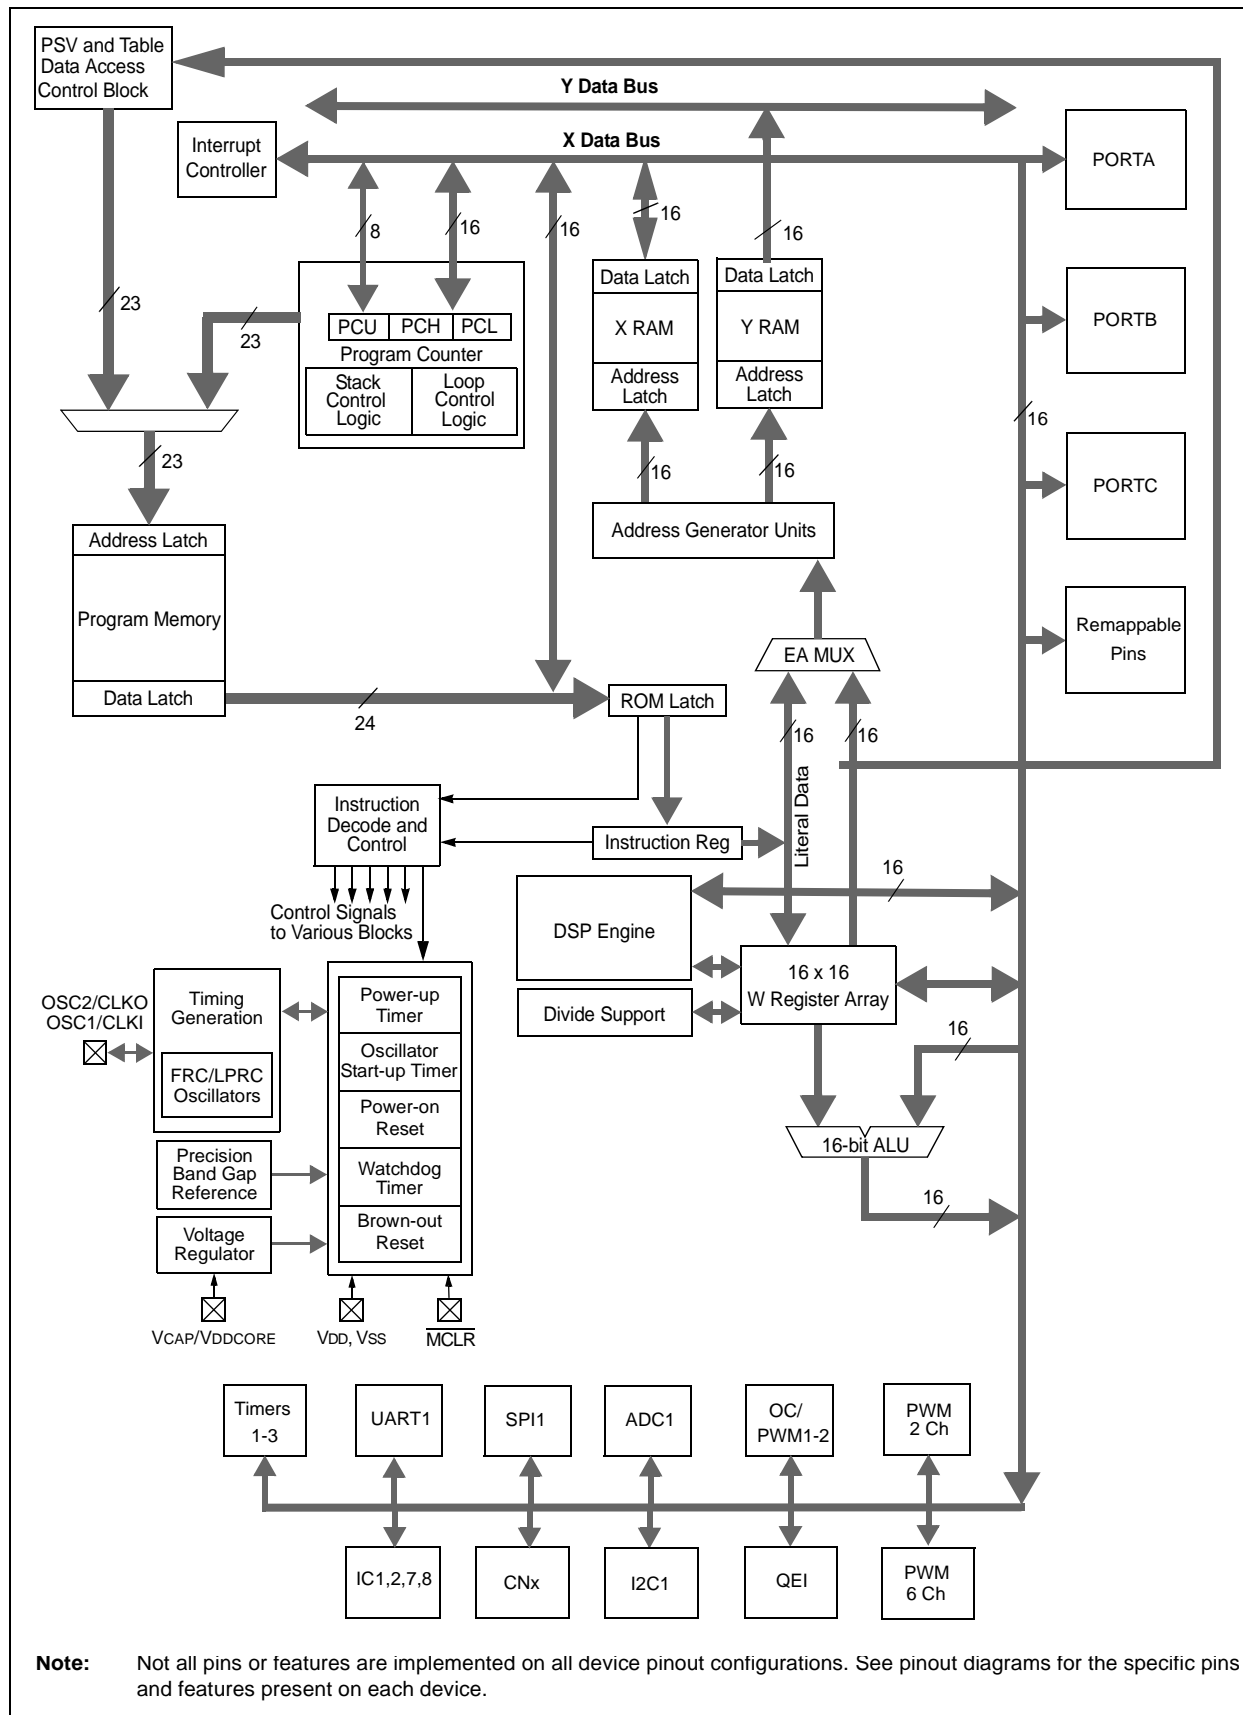 PSV and Table
Data Access
Control Block
Y Data Bus
Interrupt
Controller
X Data Bus
PORTA
8
16
16
16
16
Data Latch
X RAM
Address
Latch
Data Latch
Y RAM
Address
Latch
PORTB
23
23
PCU
PCH
PCL
Program Counter
Stack
Control
Logic
Loop
Control
Logic
16
23
16
16
PORTC
Address Generator Units
Address Latch
Program Memory
Data Latch
Remappable
Pins
EA MUX
24
ROM Latch
16
16
Literal Data
Instruction
Decode and
Control
Instruction Reg
16
Control Signals
to Various Blocks
DSP Engine
16 x 16
W Register Array
Divide Support
OSC2/CLKO
OSC1/CLKI
Timing
Generation
FRC/LPRC
Oscillators
Power-up
Timer
Oscillator
Start-up Timer
Power-on
Reset
Watchdog
Timer
Brown-out
Reset
16
16-bit ALU
Precision
Band Gap
Reference
16
Voltage
Regulator
VCAP/VDDCORE
VDD, VSS
MCLR
Timers
1-3
UART1
SPI1
ADC1
OC/
PWM1-2
PWM
2 Ch
IC1,2,7,8
CNx
I2C1
QEI
PWM
6 Ch
Note: Not all pins or features are implemented on all device pinout configurations. See pinout diagrams for the specific pins
and features present on each device.